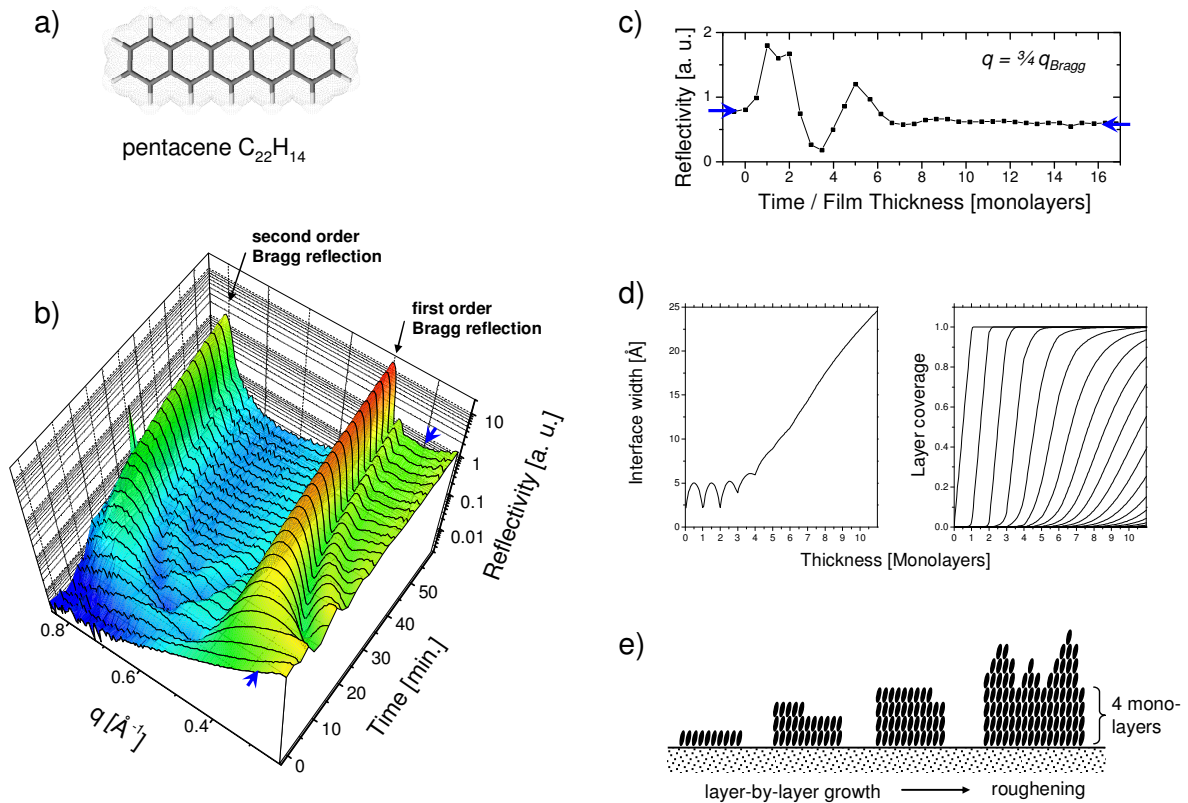 a)
pentacene C₂₂H₁₄
b)
second order
Bragg reflection
first order
Bragg reflection
10
1
0.1
0.01
Reflectivity [a. u.]
0.8
0.6
0.4
q [Å⁻¹]
0
10
20
30
40
50
Time [min.]
c)
q = ¾ q_Bragg
2
1
0
Reflectivity [a. u.]
0 2 4 6 8 10 12 14 16
Time / Film Thickness [monolayers]
d)
25
20
15
10
5
0
Interface width [Å]
0 1 2 3 4 5 6 7 8 9 10
1.0
0.8
0.6
0.4
0.2
0.0
Layer coverage
0 1 2 3 4 5 6 7 8 9 10
Thickness [Monolayers]
e)
4 mono-
layers
layer-by-layer growth
roughening